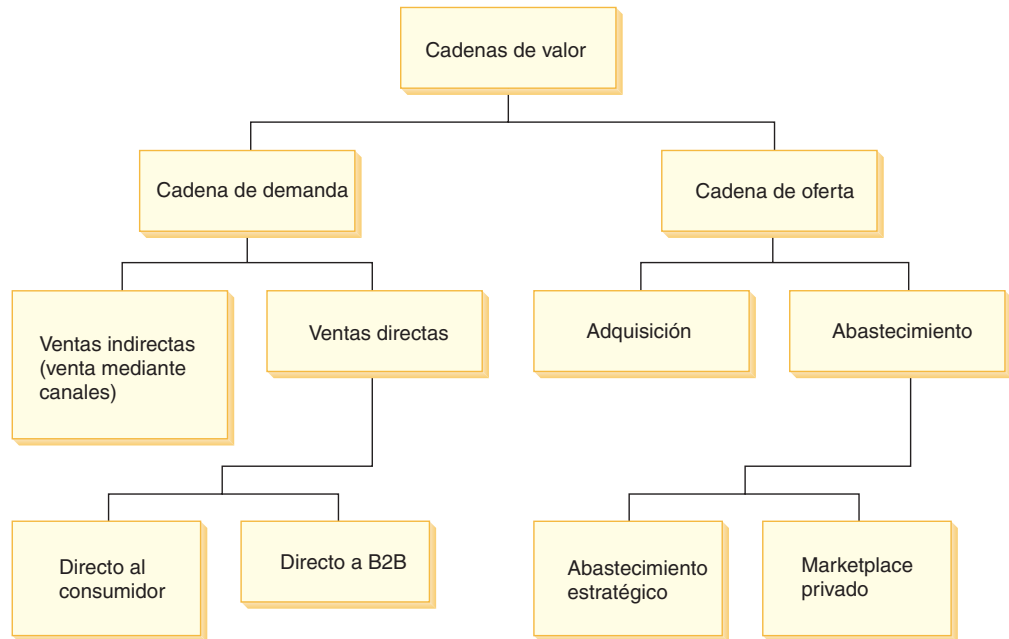 Cadenas de valor
Cadena de demanda
Cadena de oferta
Ventas indirectas
(venta mediante
canales)
Ventas directas
Adquisición
Abastecimiento
Directo al
consumidor
Directo a B2B
Abastecimiento
estratégico
Marketplace
privado